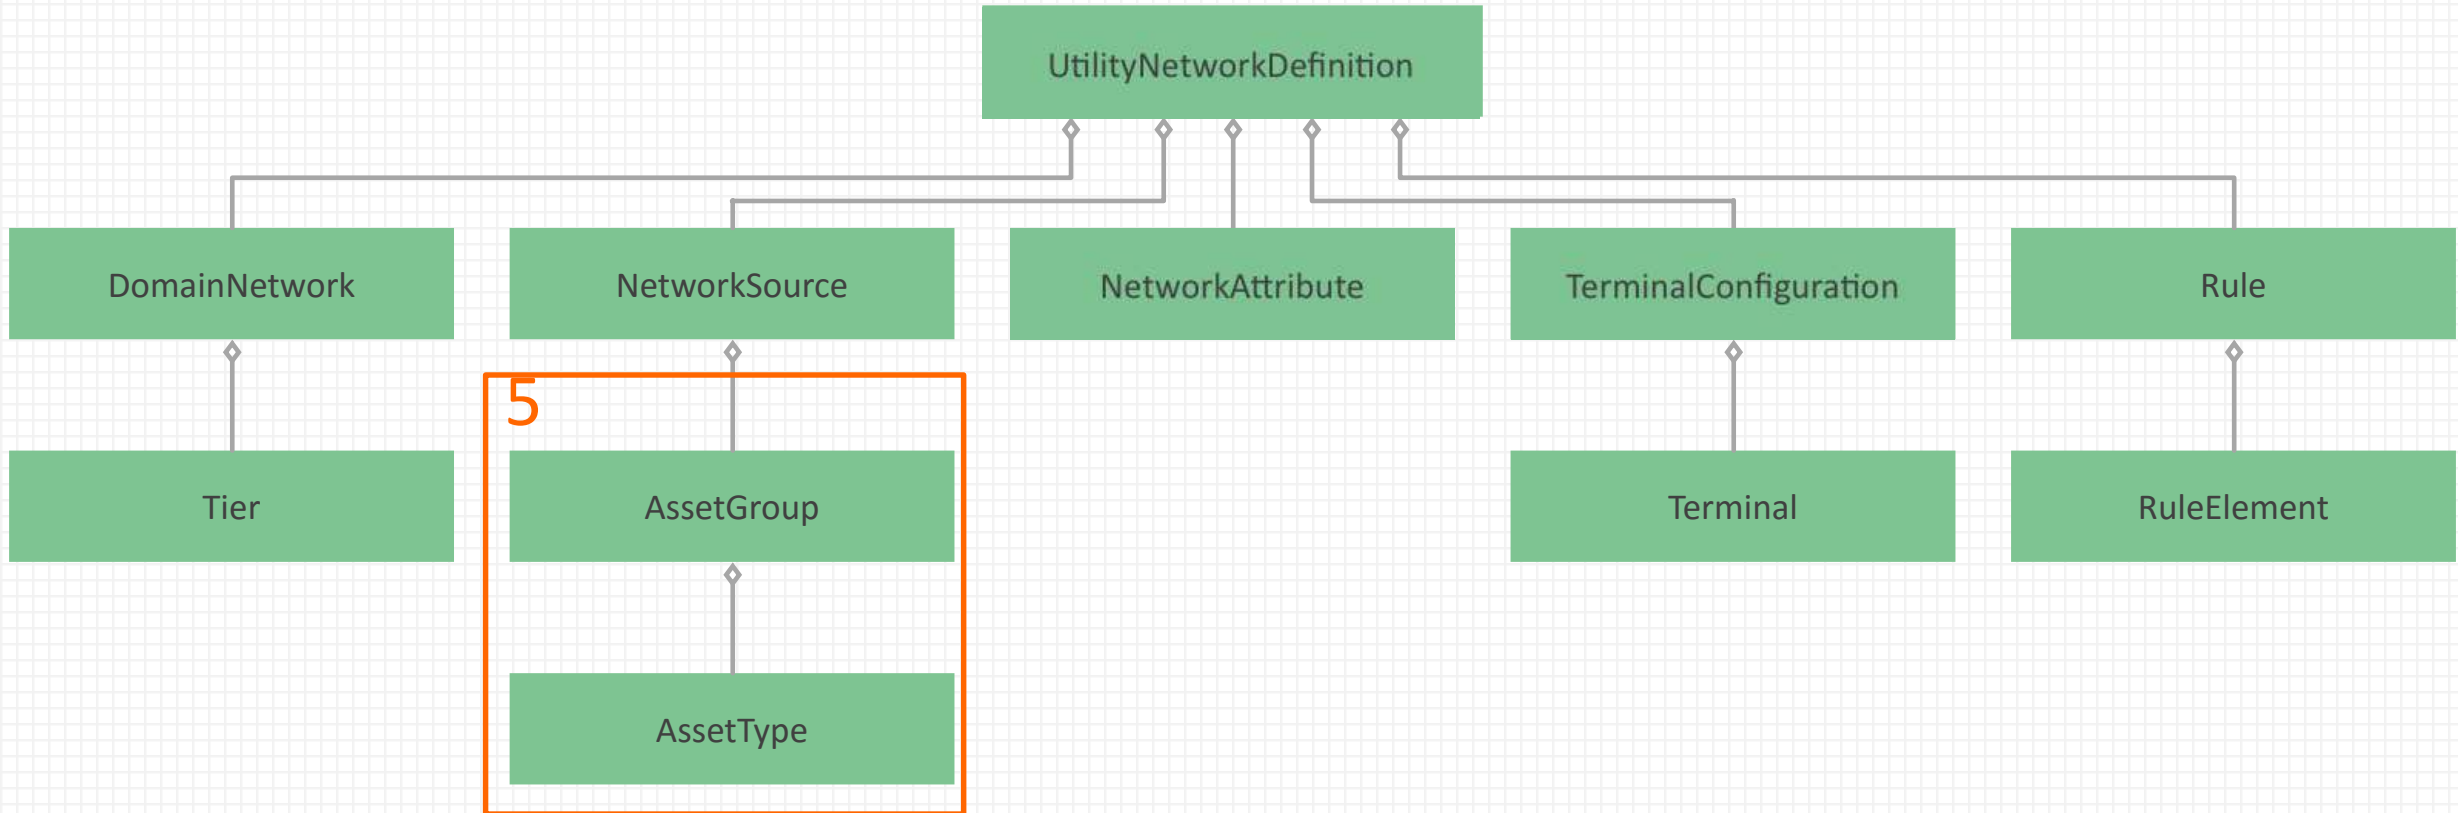 UtilityNetworkDefinition
DomainNetwork
NetworkSource
NetworkAttribute
TerminalConfiguration
Rule
5
Tier
AssetGroup
Terminal
RuleElement
AssetType